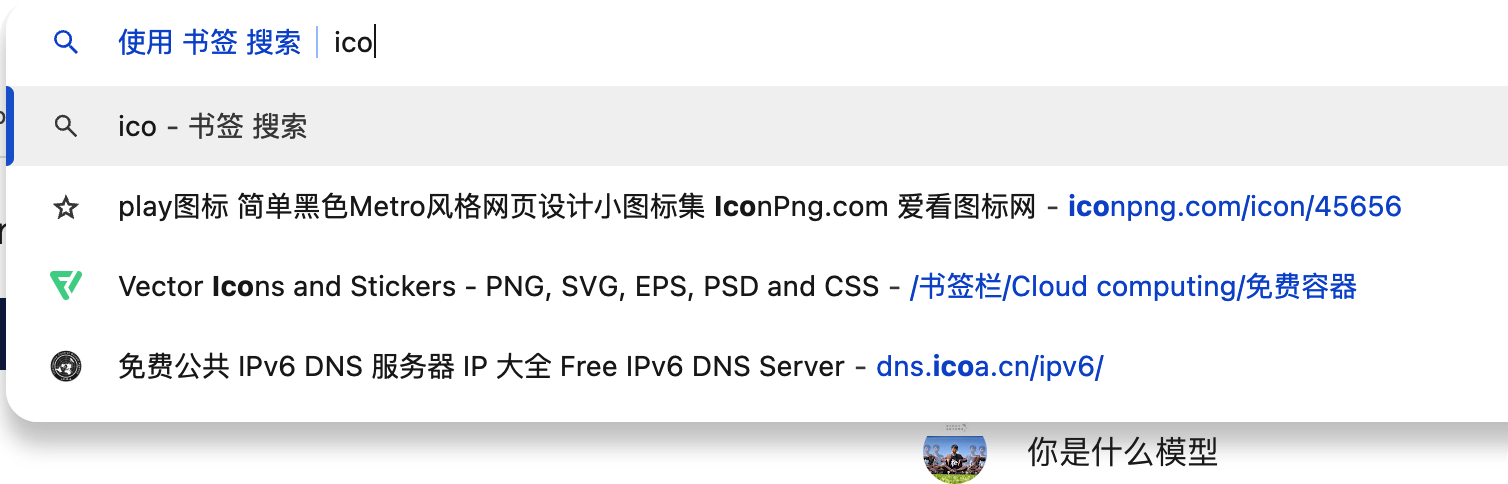 使用 书签 搜索 ico
ico - 书签 搜索
play图标 简单黑色Metro风格网页设计小图标集 IconPng.com 爱看图标网 - iconpng.com/icon/45656
Vector Icons and Stickers - PNG, SVG, EPS, PSD and CSS - /书签栏/Cloud computing/免费容器
免费公共 IPv6 DNS 服务器 IP 大全 Free IPv6 DNS Server - dns.icoa.cn/ipv6/
你是什么模型